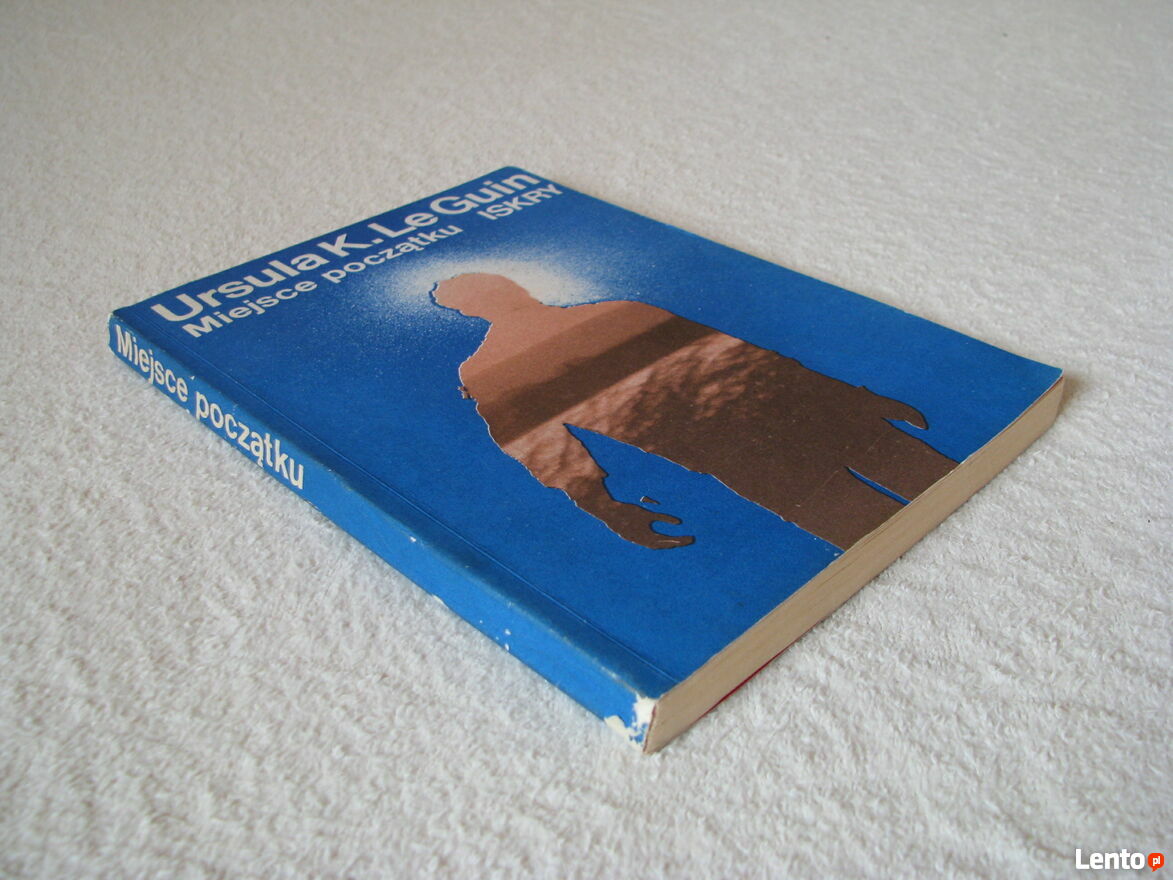 Ursula K. Le Guin
Miejsce początku ISKRY
Miejsce początku
Lento.pl